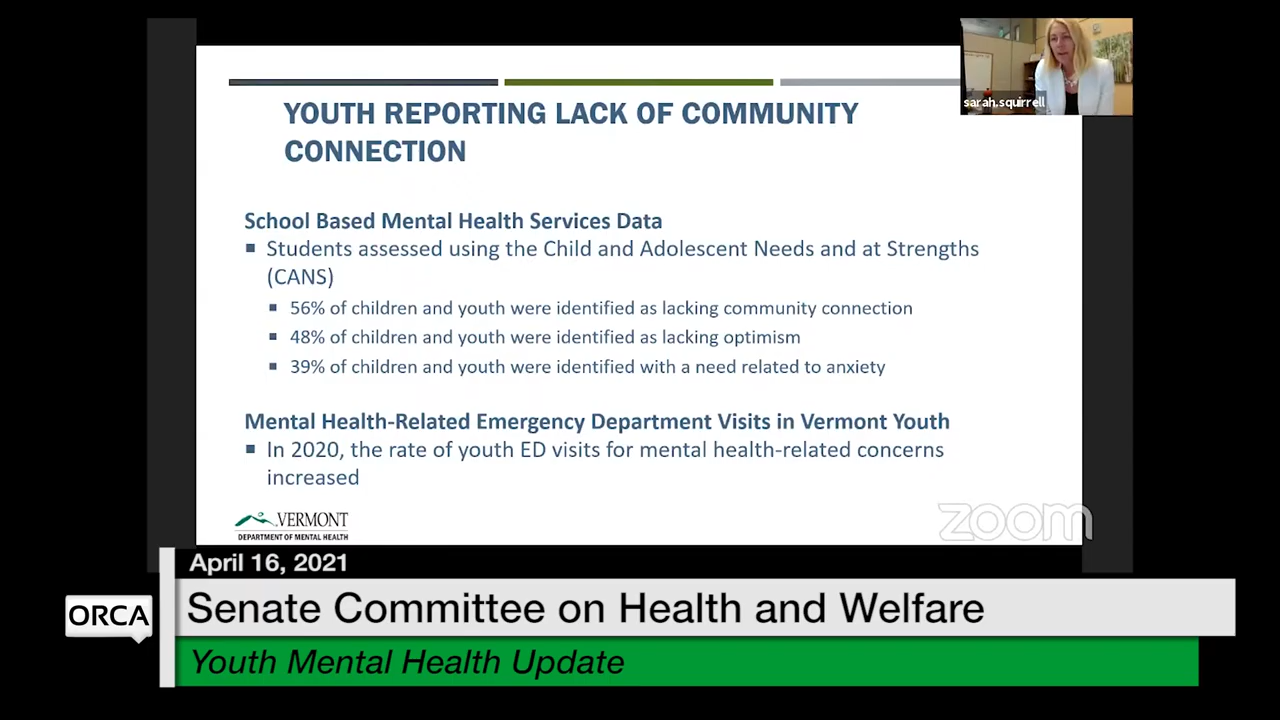 sarah.squirrell
YOUTH REPORTING LACK OF COMMUNITY
CONNECTION
School Based Mental Health Services Data
Students assessed using the Child and Adolescent Needs and at Strengths
(CANS)
56% of children and youth were identified as lacking community connection
48% of children and youth were identified as lacking optimism
39% of children and youth were identified with a need related to anxiety
Mental Health-Related Emergency Department Visits in Vermont Youth
In 2020, the rate of youth ED visits for mental health-related concerns
increased
VERMONT
DEPARTMENT OF MENTAL HEALTH
zoom
April 16, 2021
ORCA
Senate Committee on Health and Welfare
Youth Mental Health Update